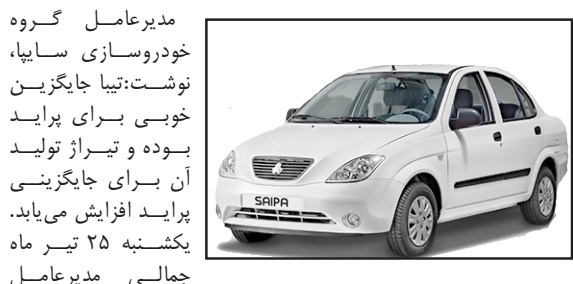 مدیرعامل گروه
خودروسازی سایپا،
نوشت:تیبا جایگزین
خوبی برای پراید
بوده و تیراژ تولید
آن برای جایگزینی
پراید افزایش می‌یابد.
یکشنبه ۲۵ تیر ماه
جمالی مدیرعامل
SAIPA